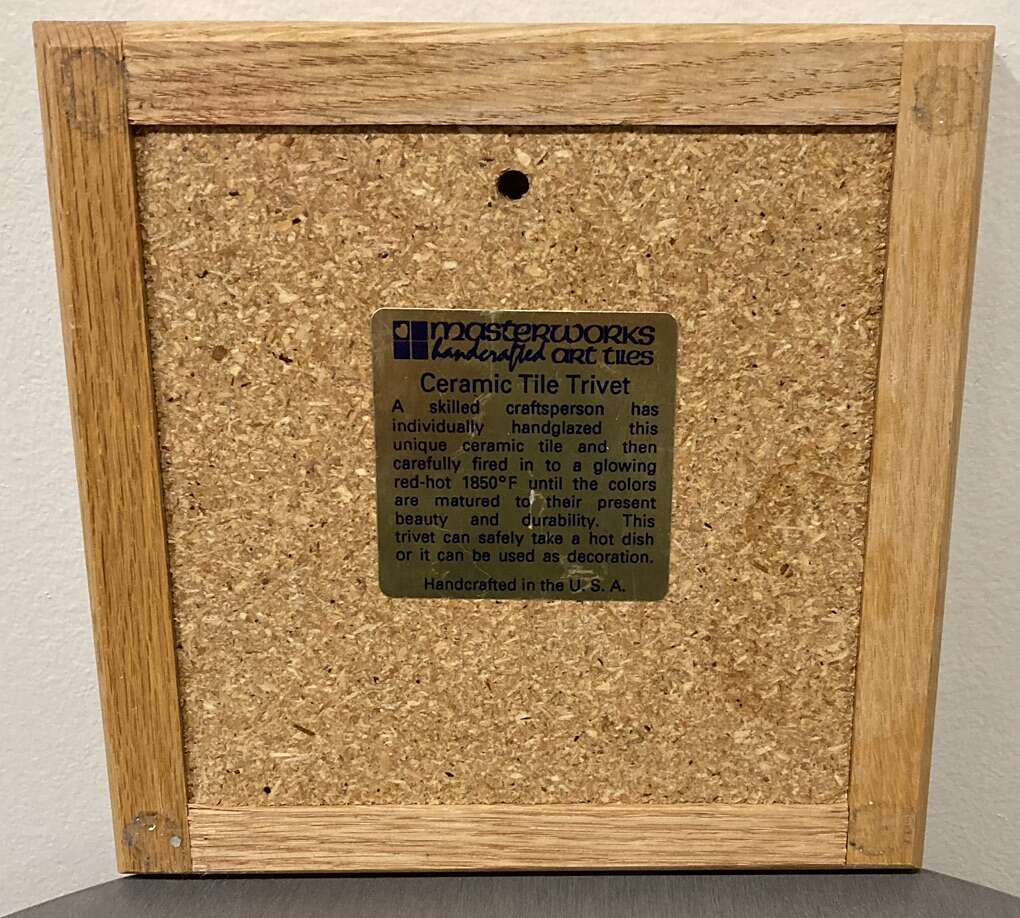 masterworks
handcrafted art tiles
Ceramic Tile Trivet
A skilled craftsperson has
individually handglazed this
unique ceramic tile and then
carefully fired in to a glowing
red-hot 1850°F until the colors
are matured to their present
beauty and durability. This
trivet can safely take a hot dish
or it can be used as decoration.
Handcrafted in the U. S. A.